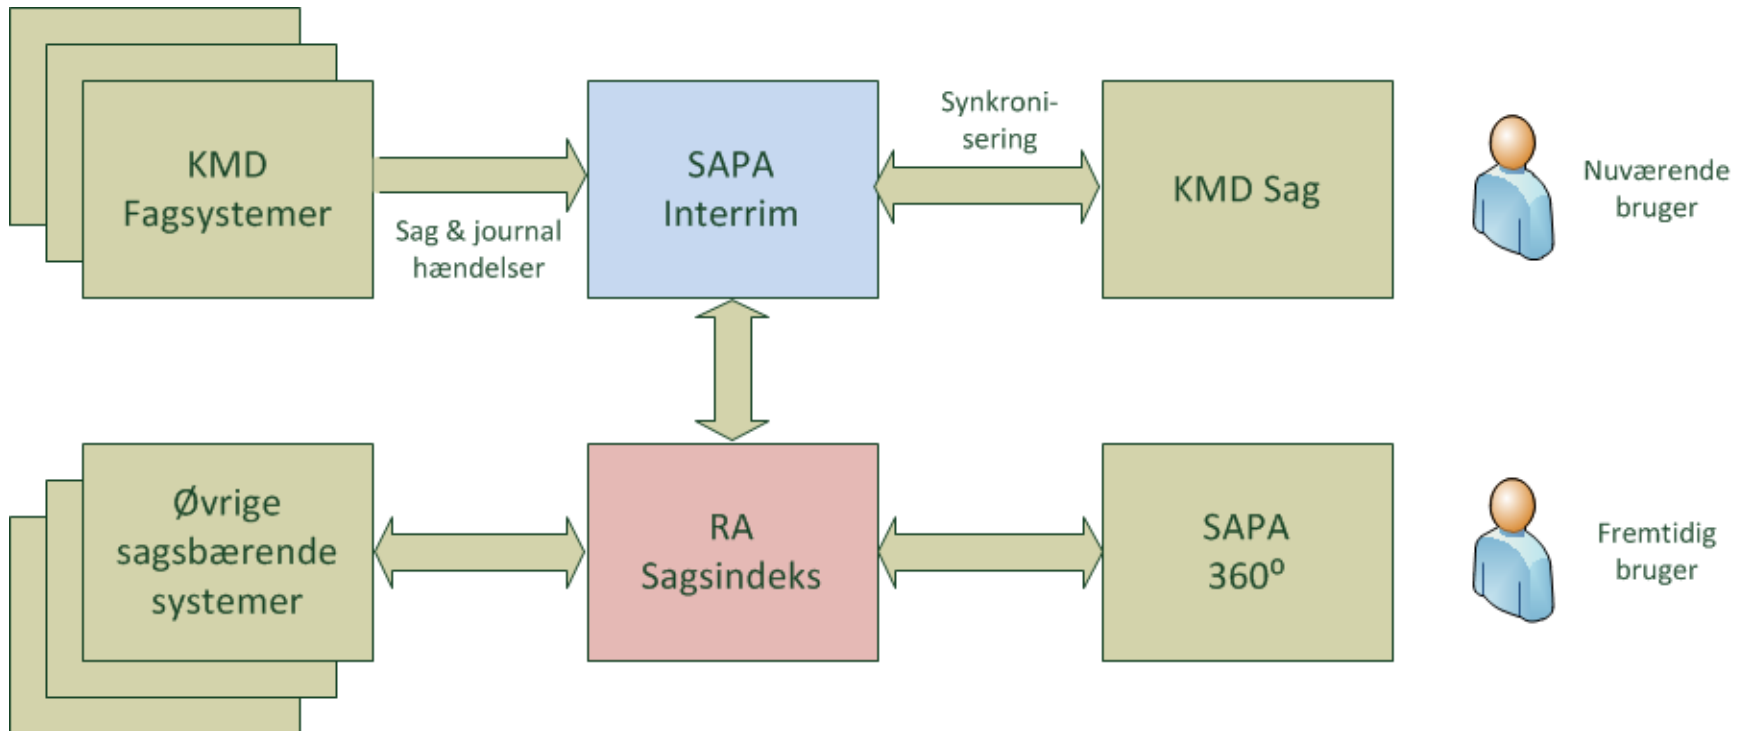 KMD
Fagsystemer
Sag & journal
hændelser
SAPA
Interrim
Synkroni-
sering
KMD Sag
Nuværende
bruger
Øvrige
sagsbærende
systemer
RA
Sagsindeks
SAPA
360⁰
Fremtidig
bruger